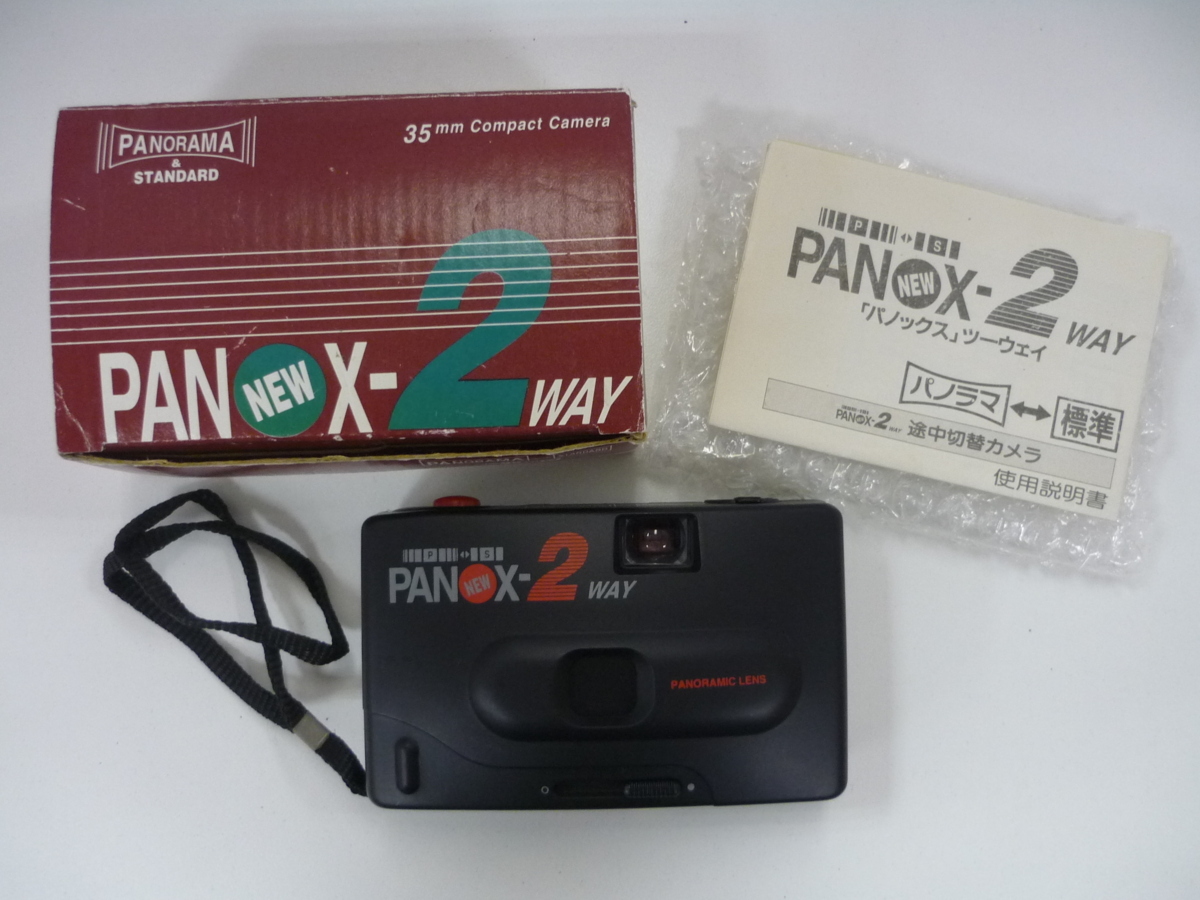 PANORAMA
&
STANDARD
35mm Compact Camera
PAN NEW X-2 WAY
PANORAMA
STANDARD
P S
PAN NEW X-2 WAY
「パノックス」ツーウェイ
パノラマ ↔ 標準
PANOX-2 WAY 途中切替カメラ
使用説明書
P S
PAN NEW X-2 WAY
PANORAMIC LENS